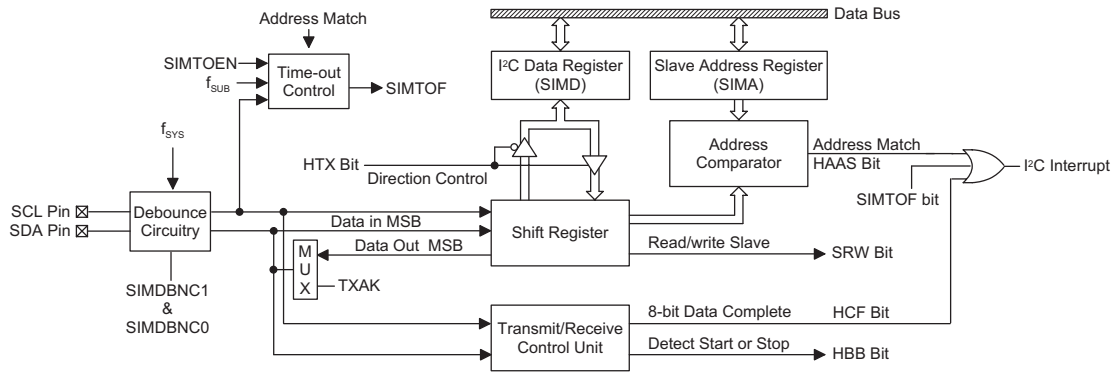 Data Bus
Address Match
SIMTOEN
fSUB
Time-out
Control
SIMTOF
I²C Data Register
(SIMD)
Slave Address Register
(SIMA)
fSYS
HTX Bit
Direction Control
Address
Comparator
Address Match
HAAS Bit
SIMTOF bit
I²C Interrupt
SCL Pin
SDA Pin
Debounce
Circuitry
Data in MSB
Shift Register
Data Out MSB
M
U
X
TXAK
Read/write Slave
SRW Bit
SIMDBNC1
&
SIMDBNC0
Transmit/Receive
Control Unit
8-bit Data Complete
HCF Bit
Detect Start or Stop
HBB Bit